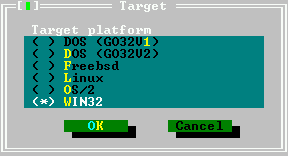 Target
Target platform
( ) DOS (GO32V1)
( ) DOS (GO32V2)
( ) Freebsd
( ) Linux
( ) OS/2
(*) WIN32
OK Cancel